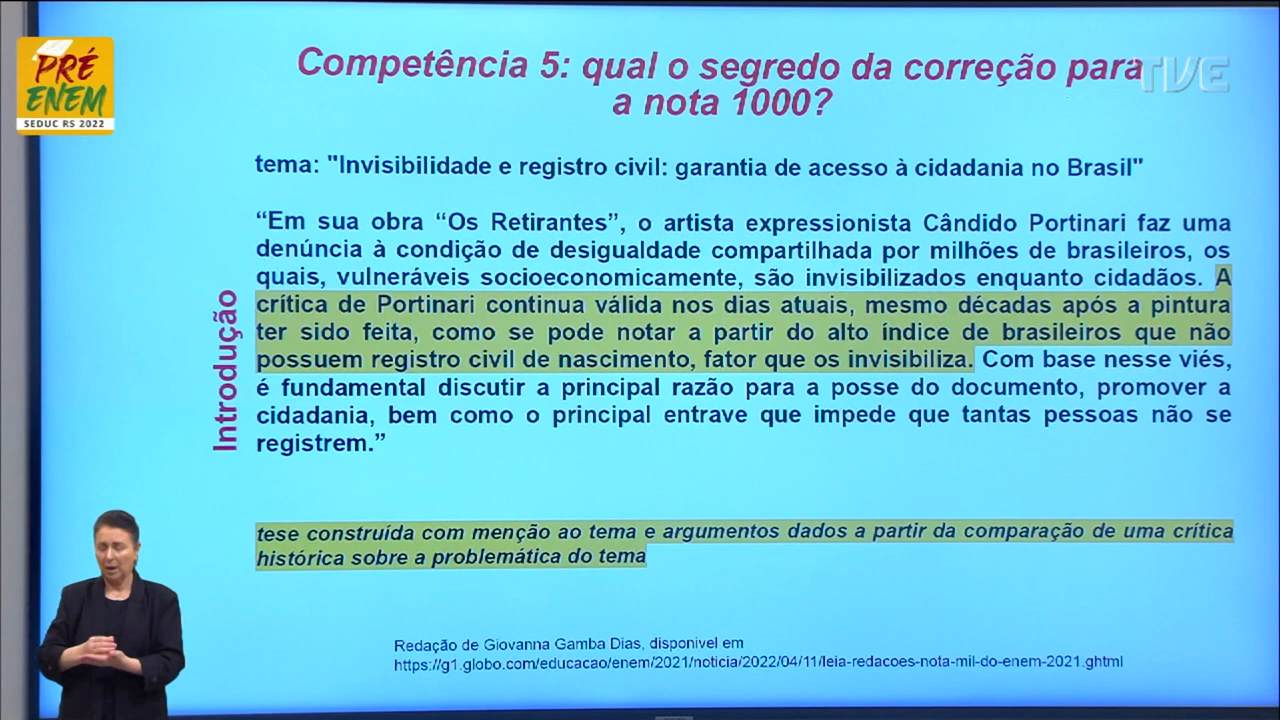 PRÉ
ENEM
SEDUC RS 2022
TVE
Competência 5: qual o segredo da correção para
a nota 1000?
tema: "Invisibilidade e registro civil: garantia de acesso à cidadania no Brasil"
Introdução
“Em sua obra “Os Retirantes”, o artista expressionista Cândido Portinari faz uma
denúncia à condição de desigualdade compartilhada por milhões de brasileiros, os
quais, vulneráveis socioeconomicamente, são invisibilizados enquanto cidadãos. A
crítica de Portinari continua válida nos dias atuais, mesmo décadas após a pintura
ter sido feita, como se pode notar a partir do alto índice de brasileiros que não
possuem registro civil de nascimento, fator que os invisibiliza. Com base nesse viés,
é fundamental discutir a principal razão para a posse do documento, promover a
cidadania, bem como o principal entrave que impede que tantas pessoas não se
registrem.”
tese construída com menção ao tema e argumentos dados a partir da comparação de uma crítica
histórica sobre a problemática do tema
Redação de Giovanna Gamba Dias, disponivel em
https://g1.globo.com/educacao/enem/2021/noticia/2022/04/11/leia-redacoes-nota-mil-do-enem-2021.ghtml